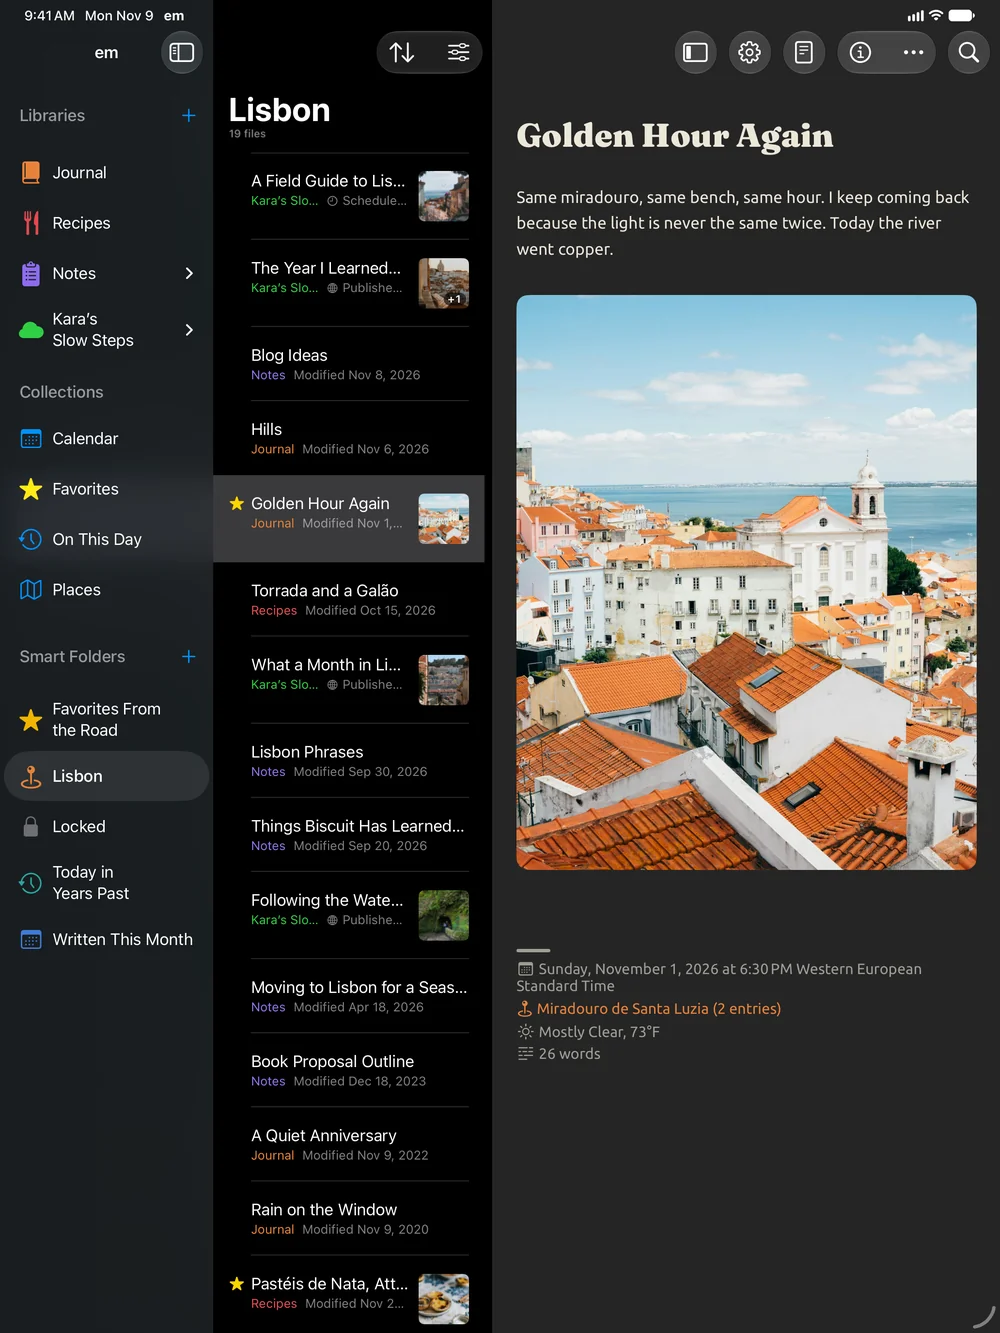 9:41 AM Mon Nov 9 em
em
Libraries
Journal
Recipes
Notes
Kara's
Slow Steps
Collections
Calendar
Favorites
On This Day
Places
Smart Folders
Favorites From
the Road
Lisbon
Locked
Today in
Years Past
Written This Month
Lisbon
19 files
A Field Guide to Lis...
Kara's Slo... Schedule...
The Year I Learned...
Kara's Slo... Publishe...
+1
Blog Ideas
Notes Modified Nov 8, 2026
Hills
Journal Modified Nov 6, 2026
Golden Hour Again
Journal Modified Nov 1,...
Torrada and a Galão
Recipes Modified Oct 15, 2026
What a Month in Li...
Kara's Slo... Publishe...
Lisbon Phrases
Notes Modified Sep 30, 2026
Things Biscuit Has Learned...
Notes Modified Sep 20, 2026
Following the Wate...
Kara's Slo... Publishe...
Moving to Lisbon for a Seas...
Notes Modified Apr 18, 2026
Book Proposal Outline
Notes Modified Dec 18, 2023
A Quiet Anniversary
Journal Modified Nov 9, 2022
Rain on the Window
Journal Modified Nov 9, 2020
Pastéis de Nata, Att...
Recipes Modified Nov 2...
Golden Hour Again
Same miradouro, same bench, same hour. I keep coming back
because the light is never the same twice. Today the river
went copper.
Sunday, November 1, 2026 at 6:30 PM Western European
Standard Time
Miradouro de Santa Luzia (2 entries)
Mostly Clear, 73°F
26 words